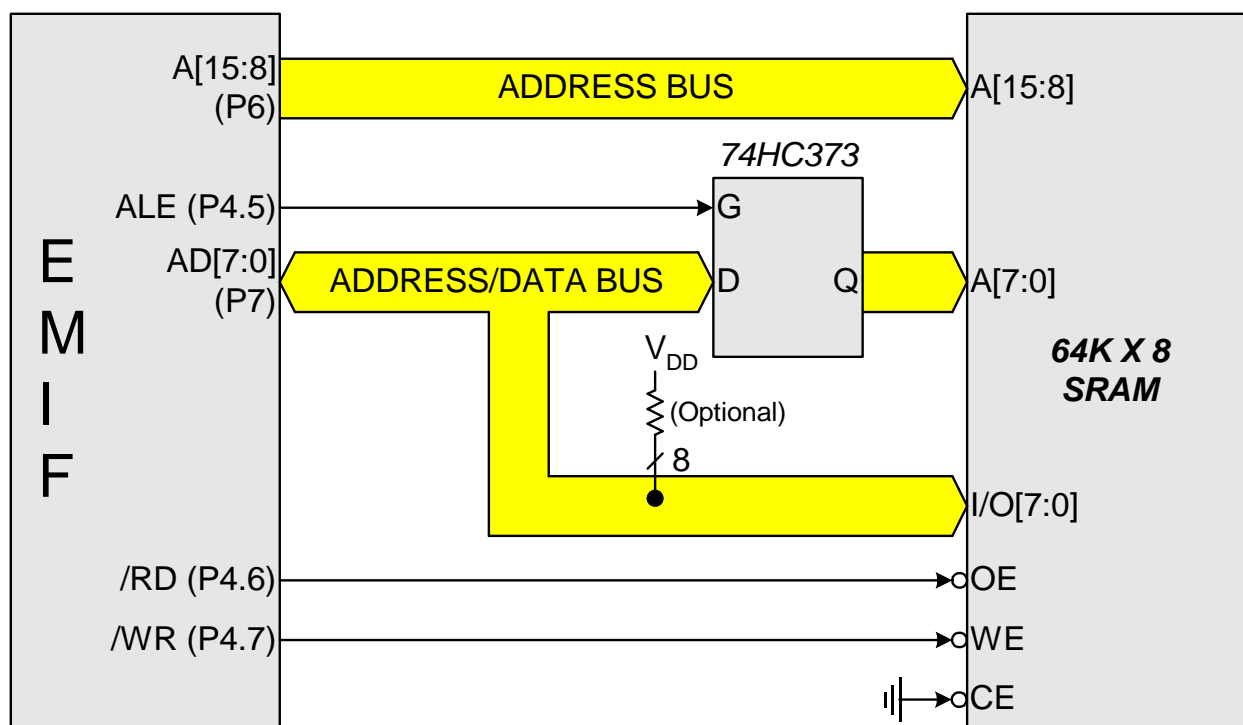 A[15:8]
(P6)
ADDRESS BUS
A[15:8]
74HC373
ALE (P4.5)
G
AD[7:0]
(P7)
ADDRESS/DATA BUS
D
Q
A[7:0]
E
M
I
F
VDD
(Optional)
8
64K X 8
SRAM
I/O[7:0]
/RD (P4.6)
OE
/WR (P4.7)
WE
CE